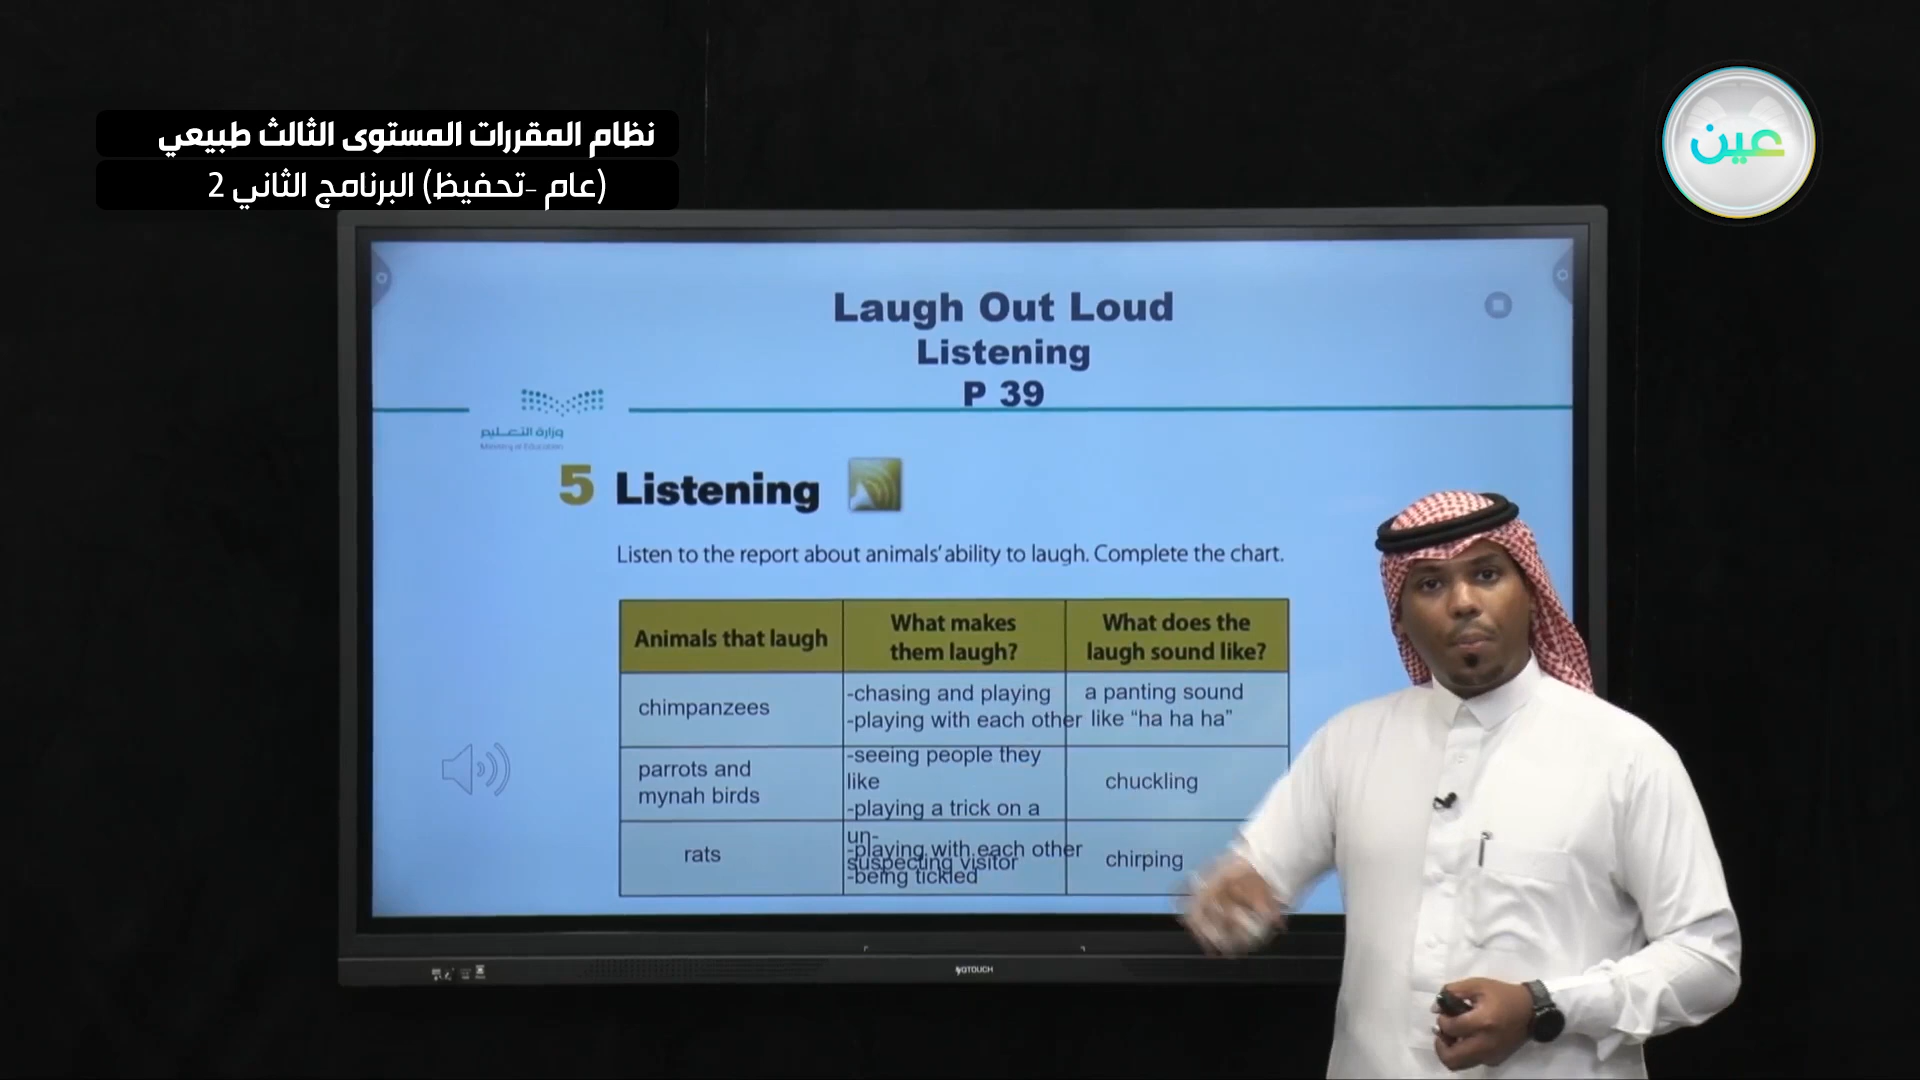 نظام المقررات المستوى الثالث طبيعي
(عام -تحفيظ) البرنامج الثاني 2
عين
Laugh Out Loud
Listening
P 39
وزارة التعليم
Ministry of Education
5 Listening
Listen to the report about animals' ability to laugh. Complete the chart.
Animals that laugh
What makes
them laugh?
What does the
laugh sound like?
chimpanzees
-chasing and playing
-playing with each other
a panting sound
like “ha ha ha”
parrots and
mynah birds
-seeing people they
like
-playing a trick on a
un-
suspecting visitor
chuckling
rats
-playing with each other
-being tickled
chirping
IQTOUCH